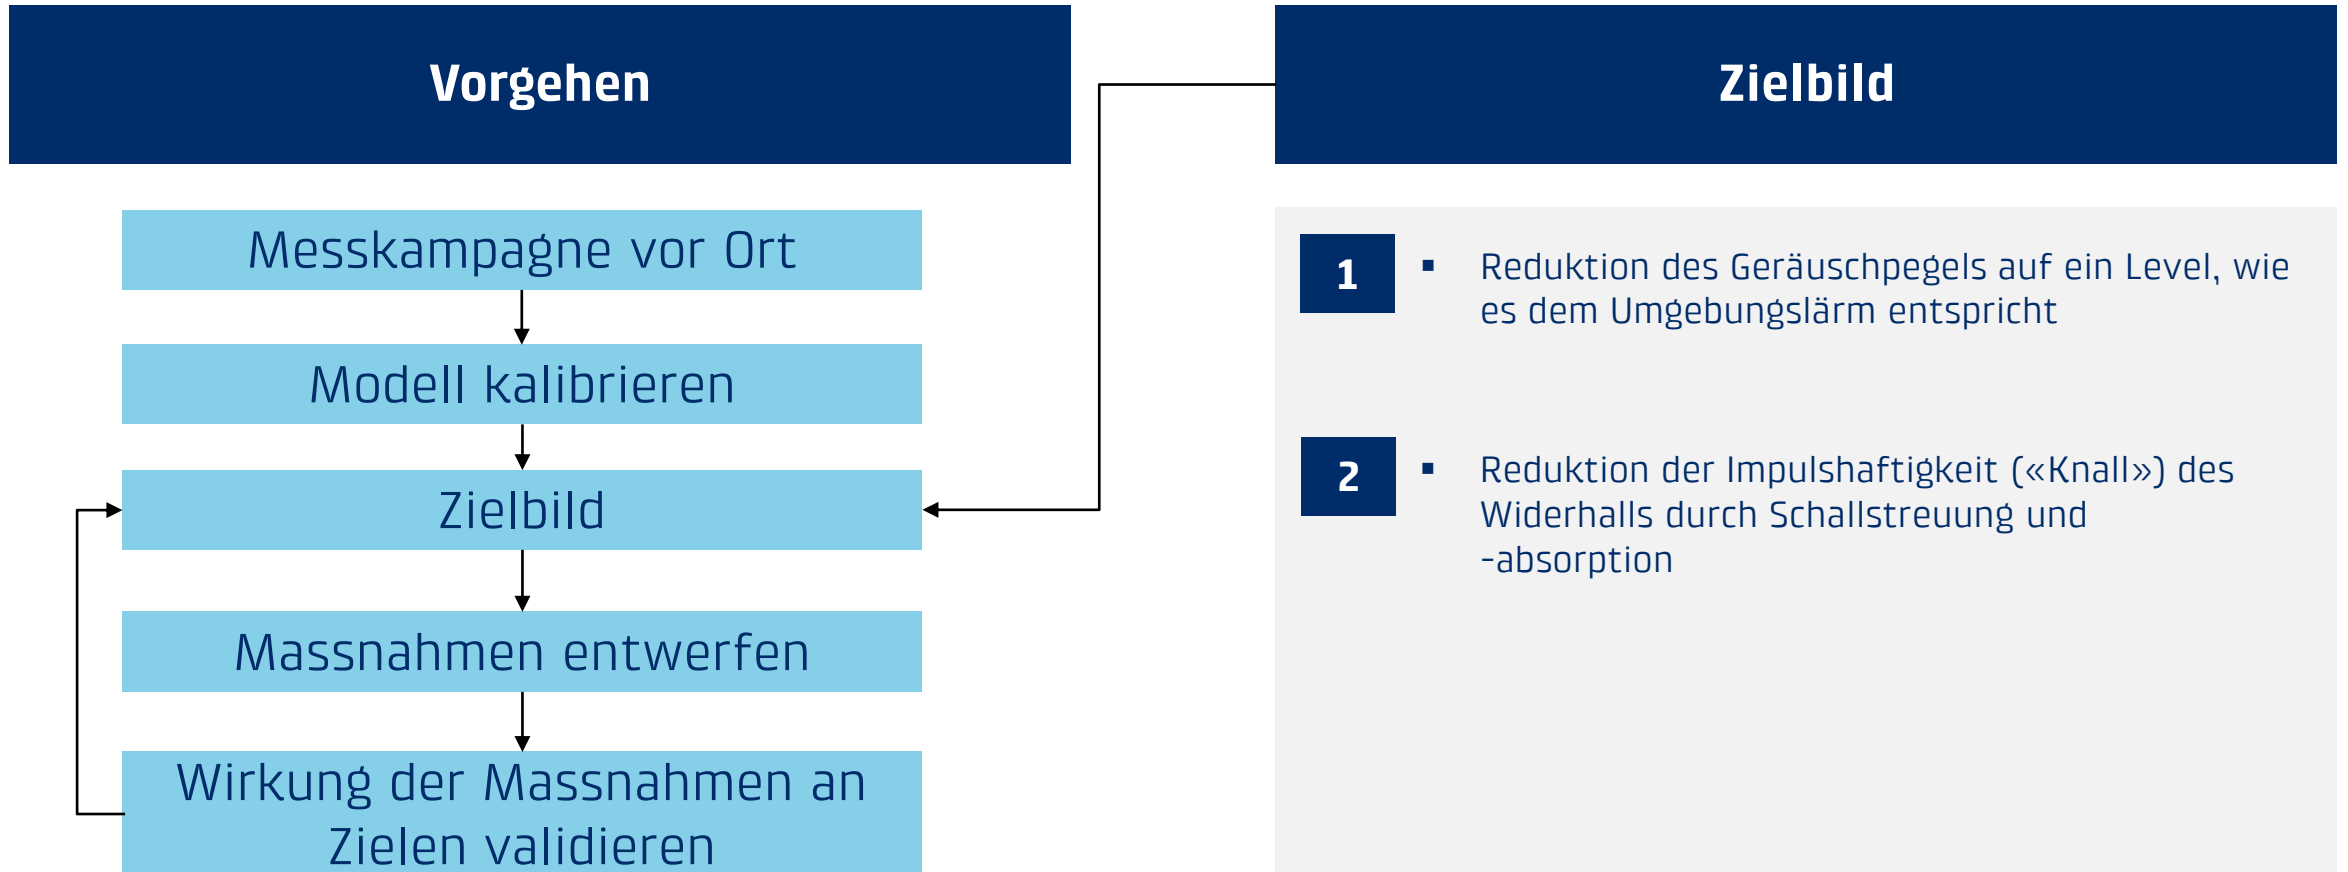 Vorgehen
Messkampagne vor Ort
Modell kalibrieren
Zielbild
Massnahmen entwerfen
Wirkung der Massnahmen an
Zielen validieren
Zielbild
1
▪ Reduktion des Geräuschpegels auf ein Level, wie
es dem Umgebungslärm entspricht
2
▪ Reduktion der Impulshaftigkeit («Knall») des
Widerhalls durch Schallstreuung und
-absorption